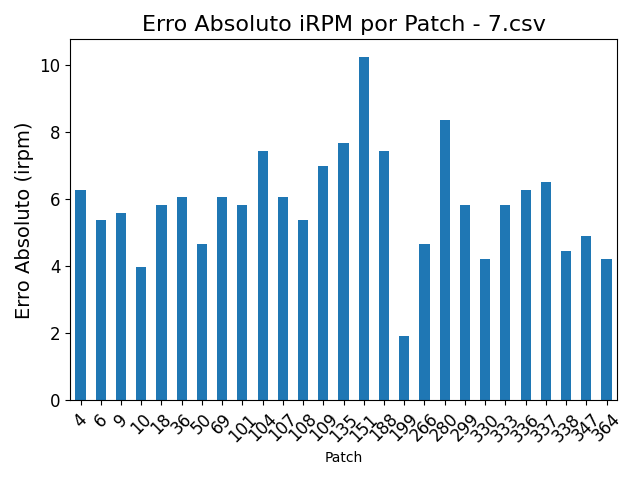 Erro Absoluto iRPM por Patch - 7.csv
Erro Absoluto (irpm)
10
8
6
4
2
0
4 6 9 10 18 36 50 69 101 104 107 108 109 135 151 188 199 266 280 299 330 333 336 337 338 347 364
Patch